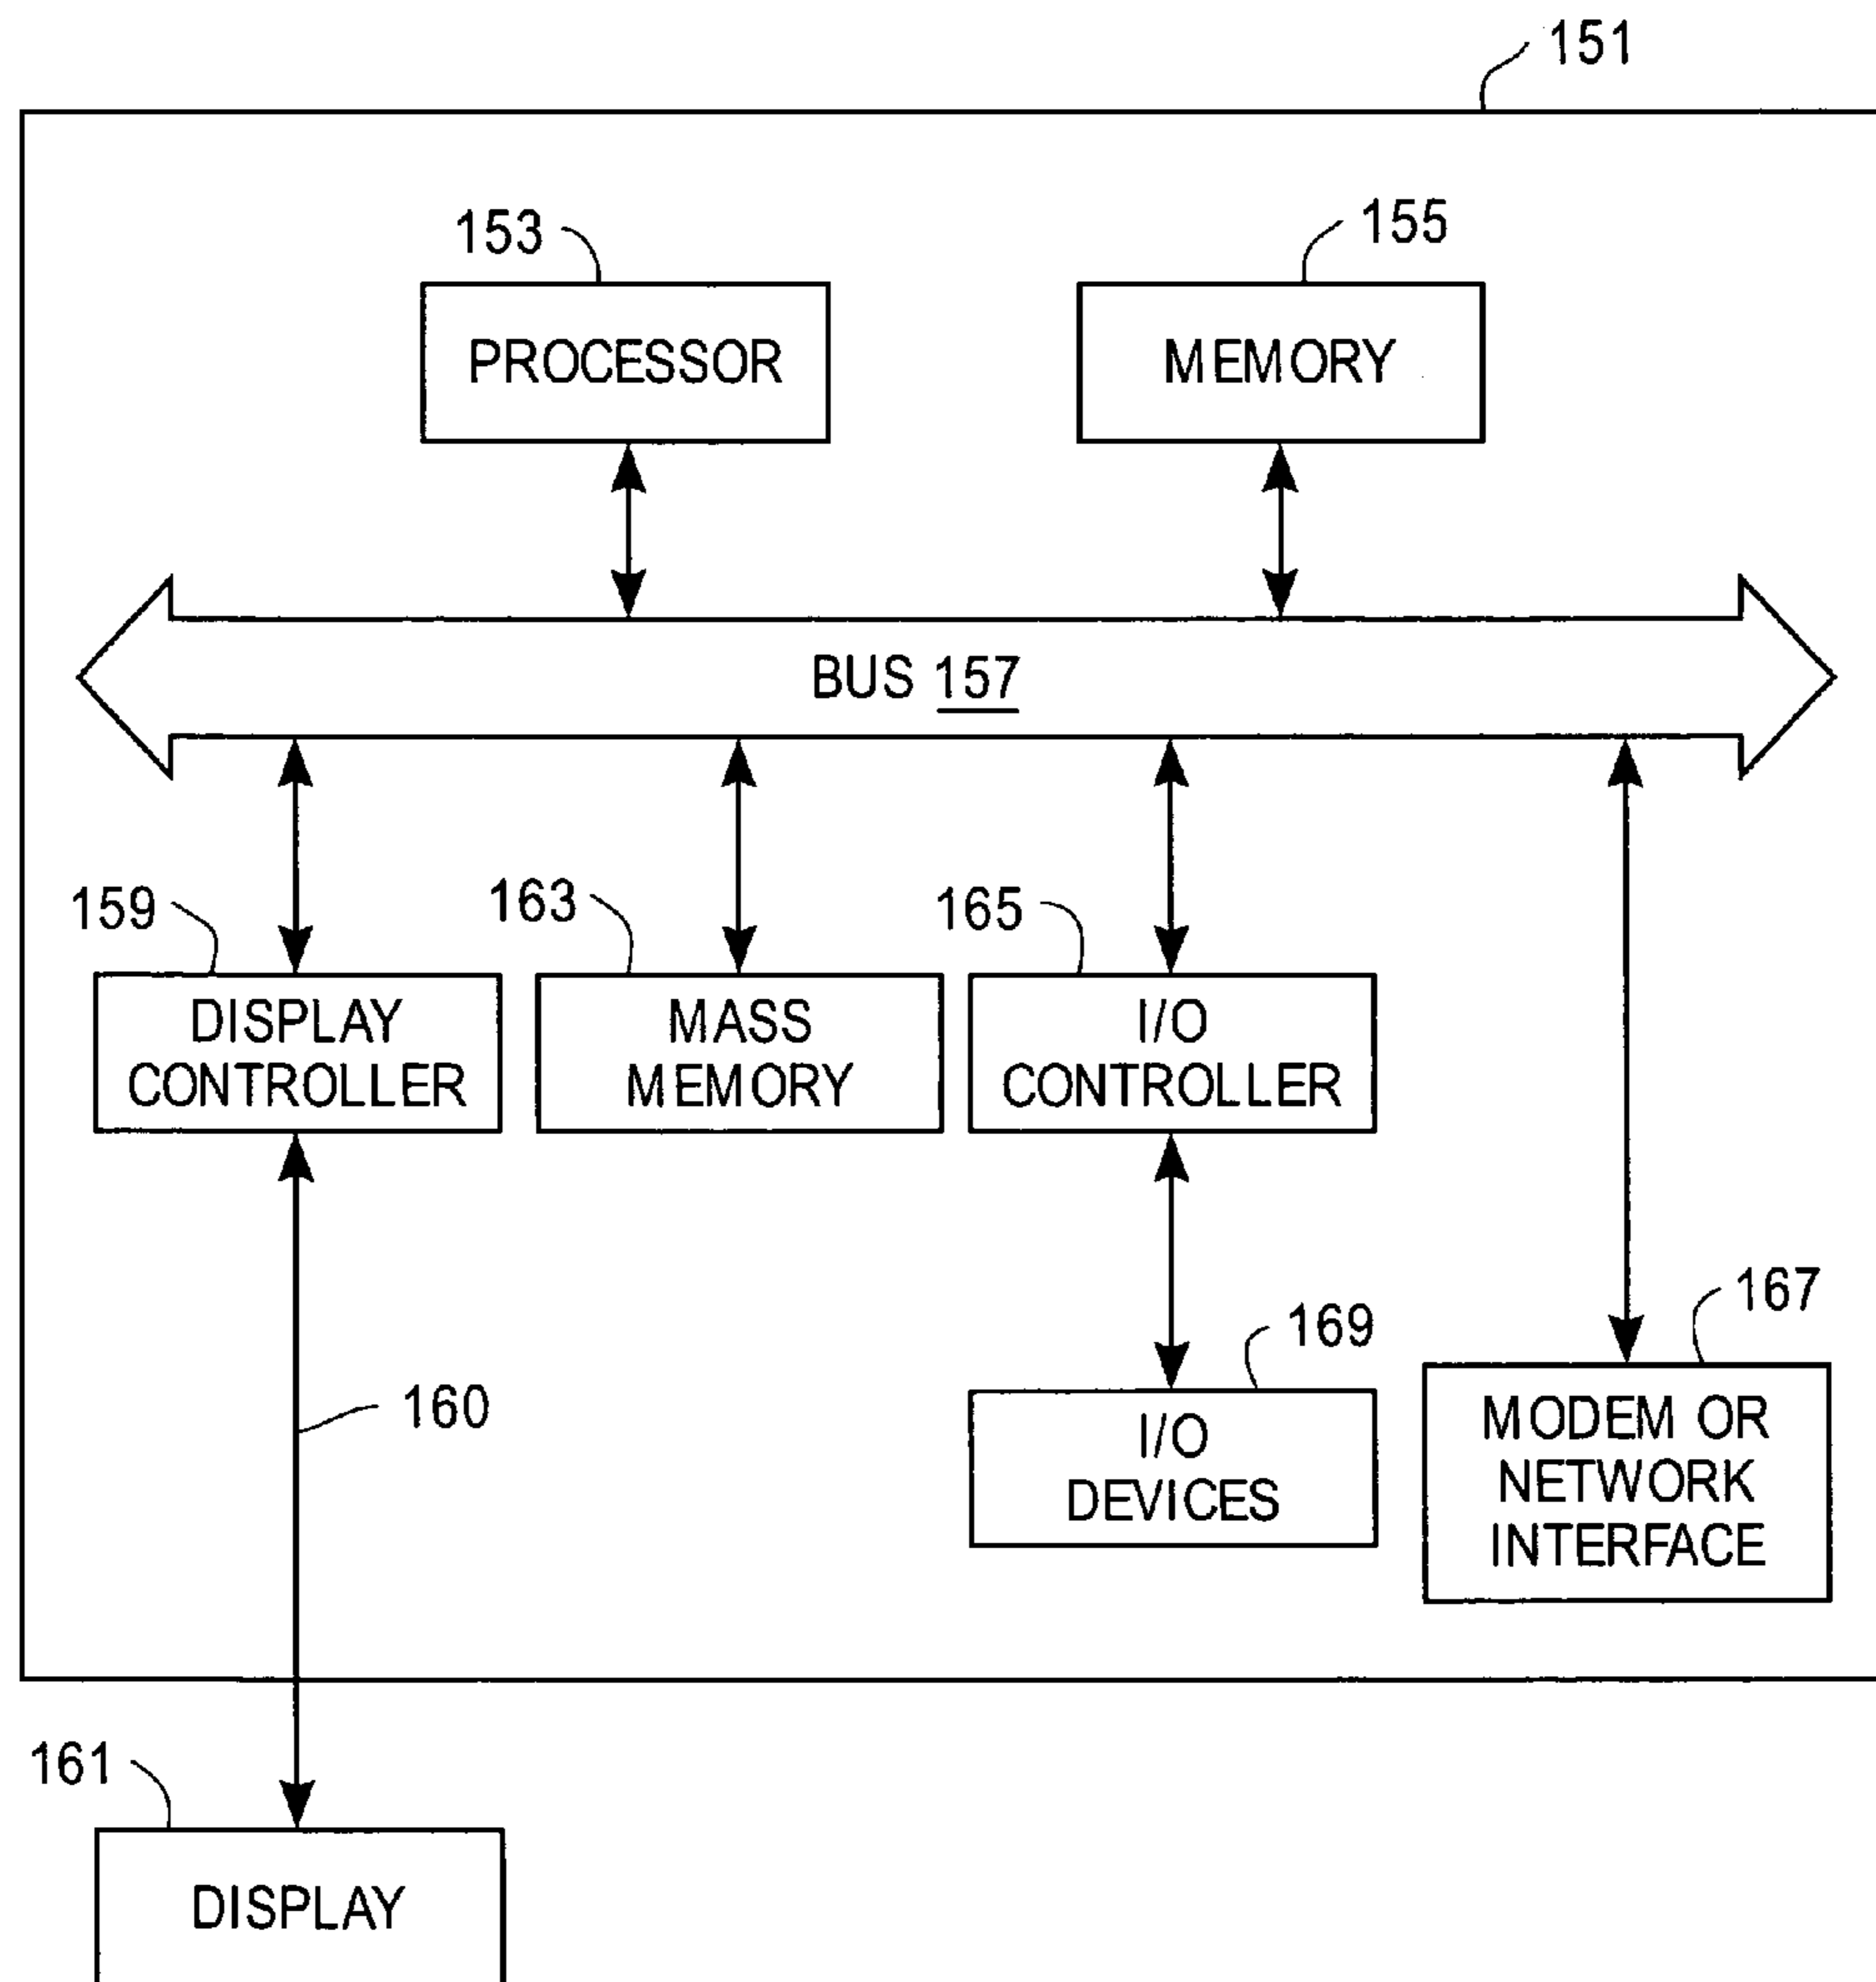 151
153
155
PROCESSOR
MEMORY
BUS 157
159
163
165
DISPLAY
CONTROLLER
MASS
MEMORY
I/O
CONTROLLER
167
169
160
I/O
DEVICES
MODEM OR
NETWORK
INTERFACE
161
DISPLAY